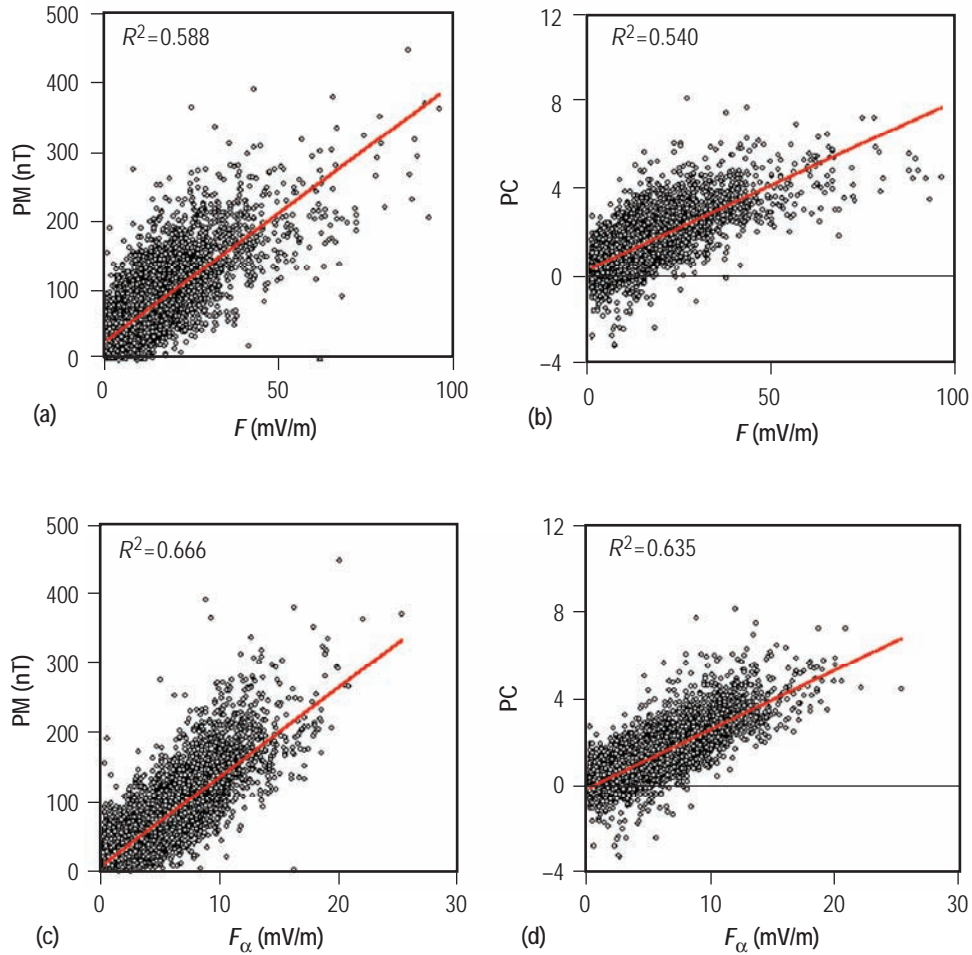 500
400
300
200
100
0
PM (nT)
R²=0.588
0
50
100
F (mV/m)
(a)
12
8
4
0
–4
PC
R²=0.540
0
50
100
F (mV/m)
(b)
500
400
300
200
100
0
PM (nT)
R²=0.666
0
10
20
30
Fα (mV/m)
(c)
12
8
4
0
–4
PC
R²=0.635
0
10
20
30
Fα (mV/m)
(d)